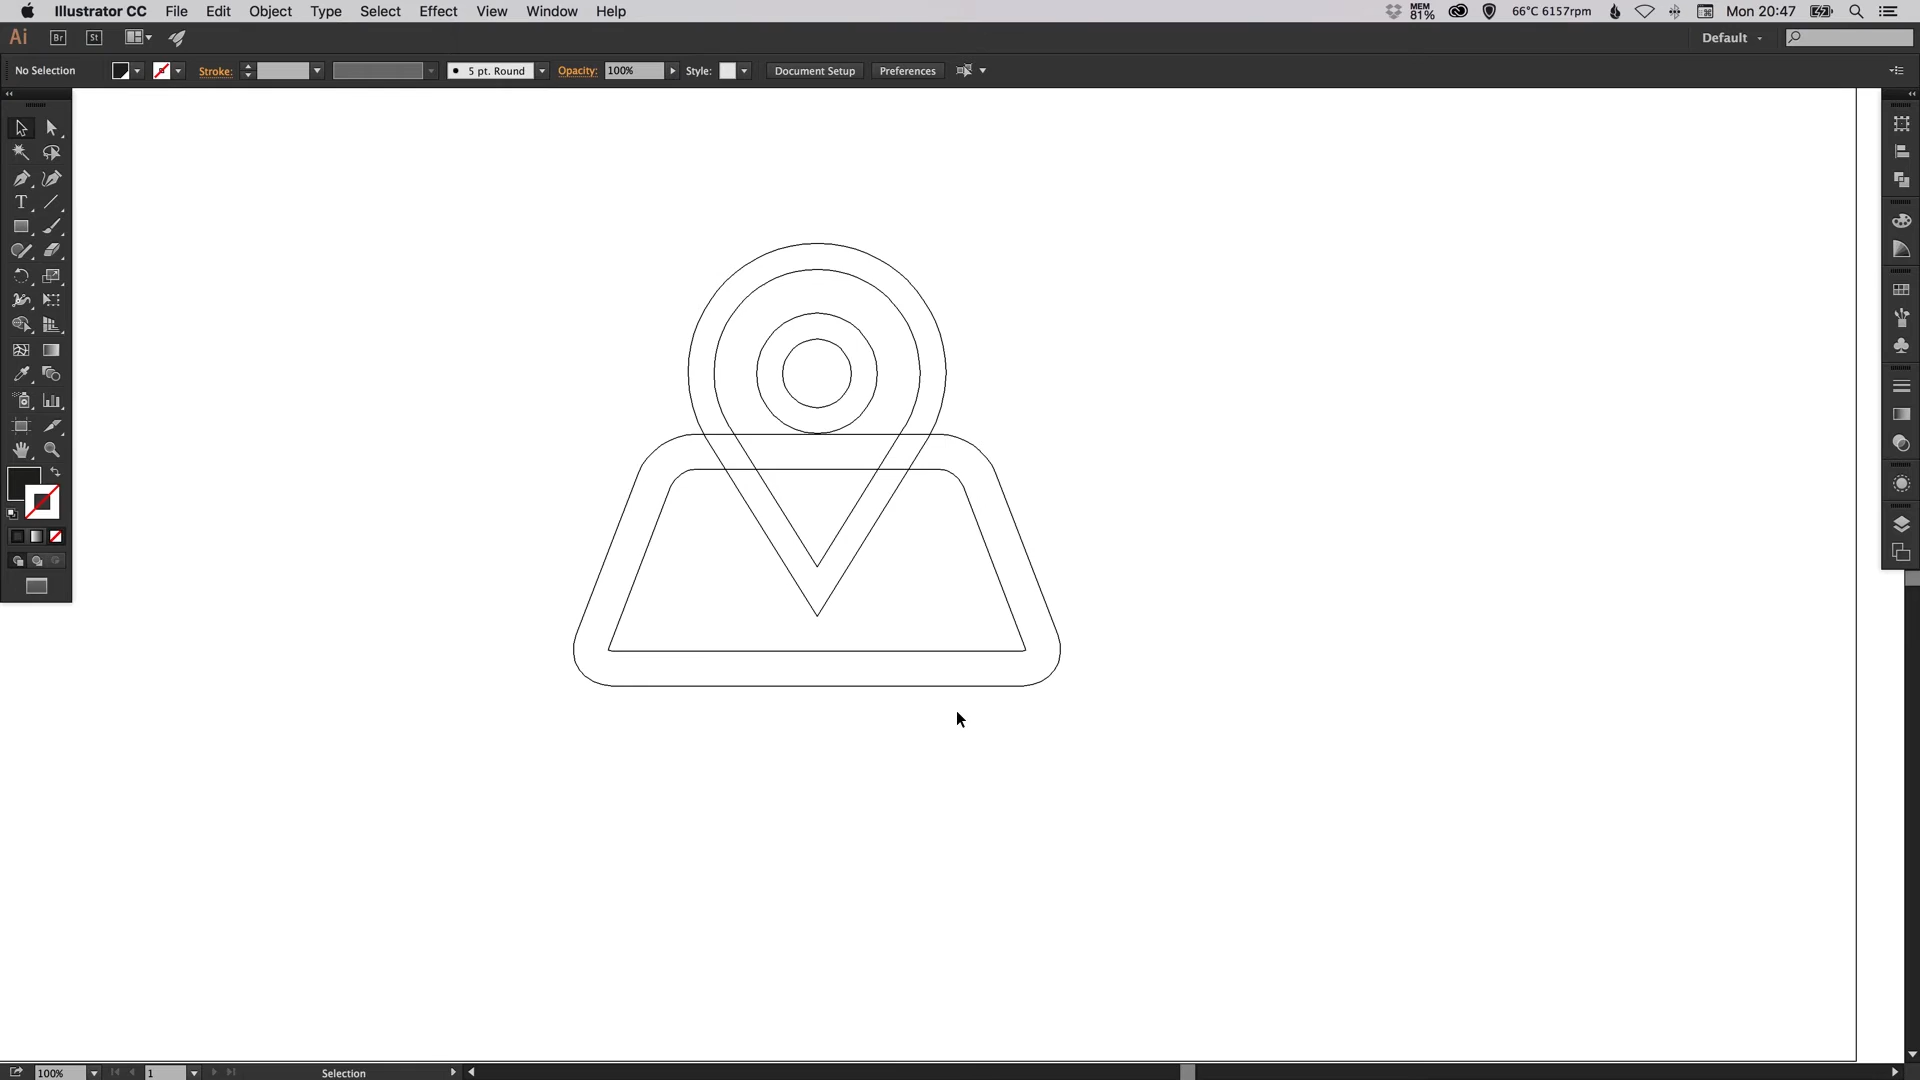 Illustrator CC File Edit Object Type Select Effect View Window Help MEM 81% 66°C 6157rpm Mon 20:47
Ai Br St Default
No Selection Stroke: 5 pt. Round Opacity: 100% Style: Document Setup Preferences
T
100% 1 Selection